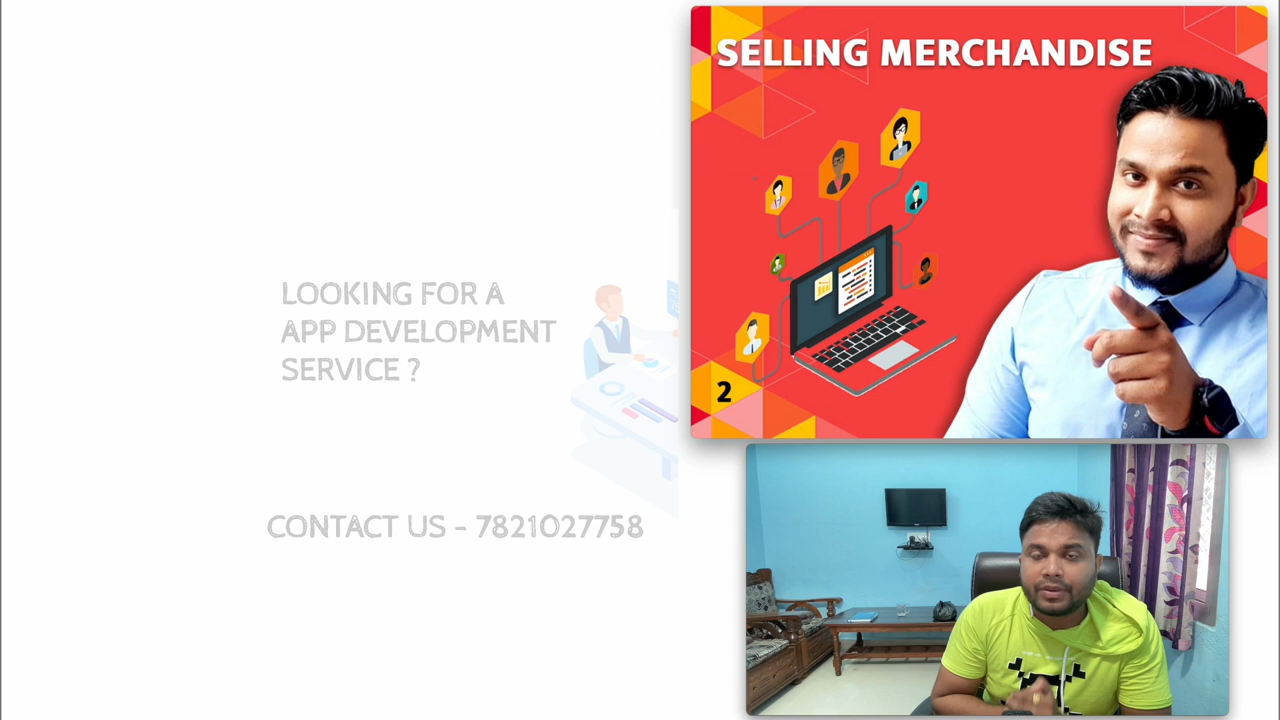 SELLING MERCHANDISE
2
LOOKING FOR A
APP DEVELOPMENT
SERVICE ?
CONTACT US - 7821027758